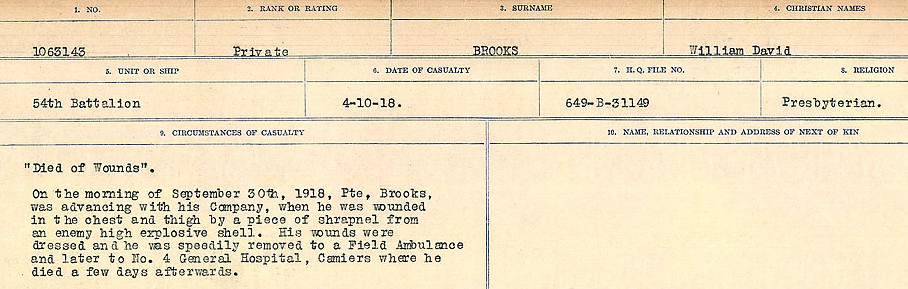 1. NO. 2. RANK OR RATING 3. SURNAME 4. CHRISTIAN NAMES
1063143 Private BROOKS William David
5. UNIT OR SHIP 6. DATE OF CASUALTY 7. H.Q. FILE NO. 8. RELIGION
54th Battalion 4-10-18. 649-B-31149 Presbyterian.
9. CIRCUMSTANCES OF CASUALTY 10. NAME, RELATIONSHIP AND ADDRESS OF NEXT OF KIN
"Died of Wounds".
On the morning of September 30th, 1918, Pte, Brooks,
was advancing with his Company, when he was wounded
in the chest and thigh by a piece of shrapnel from
an enemy high explosive shell. His wounds were
dressed and he was speedily removed to a Field Ambulance
and later to No. 4 General Hospital, Camiers where he
died a few days afterwards.